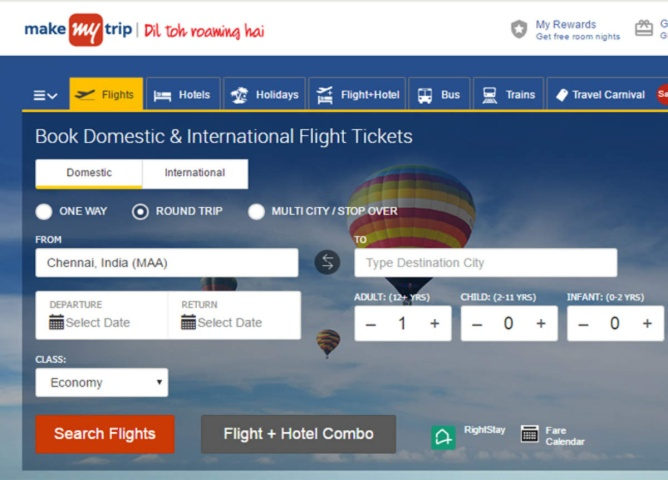 make my trip | Dil toh roaming hai
My Rewards
Get free room nights
Flights Hotels Holidays Flight+Hotel Bus Trains Travel Carnival
Book Domestic & International Flight Tickets
Domestic International
ONE WAY ROUND TRIP MULTI CITY / STOP OVER
FROM TO
Chennai, India (MAA) Type Destination City
DEPARTURE RETURN ADULT: (12+ YRS) CHILD: (2-11 YRS) INFANT: (0-2 YRS)
Select Date Select Date – 1 + – 0 + – 0 +
CLASS:
Economy
Search Flights Flight + Hotel Combo RightStay Fare
Calendar